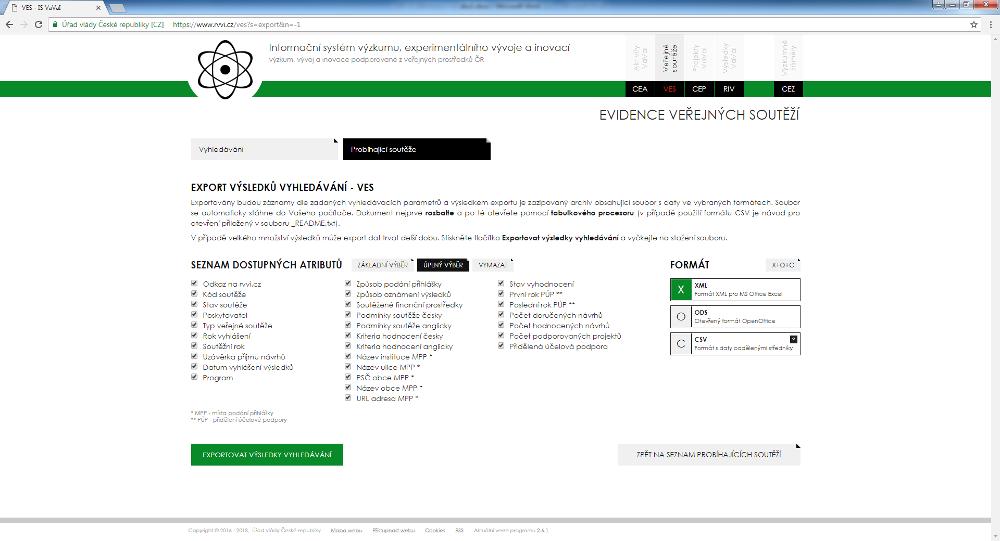 VES - IS VaVaI
Úřad vlády České republiky [CZ] https://www.rvvi.cz/ves?s=export&n=-1
Informační systém výzkumu, experimentálního vývoje a inovací
výzkum, vývoj a inovace podporované z veřejných prostředků ČR
Aktivity VaVaI
Veřejné soutěže
Projekty VaVaI
Výsledky VaVaI
Výzkumné záměry
CEA VES CEP RIV CEZ
EVIDENCE VEŘEJNÝCH SOUTĚŽÍ
Vyhledávání
Probíhající soutěže
EXPORT VÝSLEDKŮ VYHLEDÁVÁNÍ - VES
Exportovány budou záznamy dle zadaných vyhledávacích parametrů a výsledkem exportu je zazipovaný archiv obsahující soubor s daty ve vybraných formátech. Soubor
se automaticky stáhne do Vašeho počítače. Dokument nejprve rozbalte a po té otevřete pomocí tabulkového procesoru (v případě použití formátu CSV je návod pro
otevření přiložený v souboru _README.txt).
V případě velkého množství výsledků může export dat trvat delší dobu. Stiskněte tlačítko Exportovat výsledky vyhledávání a vyčkejte na stažení souboru.
SEZNAM DOSTUPNÝCH ATRIBUTŮ
ZÁKLADNÍ VÝBĚR
ÚPLNÝ VÝBĚR
VYMAZAT
Odkaz na rvvi.cz
Kód soutěže
Stav soutěže
Poskytovatel
Typ veřejné soutěže
Rok vyhlášení
Soutěžní rok
Uzávěrka příjmu návrhů
Datum vyhlášení výsledků
Program
Způsob podání přihlášky
Způsob oznámení výsledků
Soutěžené finanční prostředky
Podmínky soutěže česky
Podmínky soutěže anglicky
Kriteria hodnocení česky
Kriteria hodnocení anglicky
Název instituce MPP *
Název ulice MPP *
PSČ obce MPP *
Název obce MPP *
URL adresa MPP *
Stav vyhodnocení
První rok PÚP **
Poslední rok PÚP **
Počet doručených návrhů
Počet hodnocených návrhů
Počet podporovaných projektů
Přidělená účelová podpora
FORMÁT
X+O+C
X
XML
Formát XML pro MS Office Excel
O
ODS
Otevřený formát OpenOffice
C
CSV
?
Formát s daty oddělenými středníky
* MPP - místa podání přihlášky
** PÚP - přidělení účelové podpory
EXPORTOVAT VÝSLEDKY VYHLEDÁVÁNÍ
ZPĚT NA SEZNAM PROBÍHAJÍCÍCH SOUTĚŽÍ
Copyright © 2016 - 2018, Úřad vlády České republiky Mapa webu Přístupnost webu Cookies RSS Aktuální verze programu 2.6.1